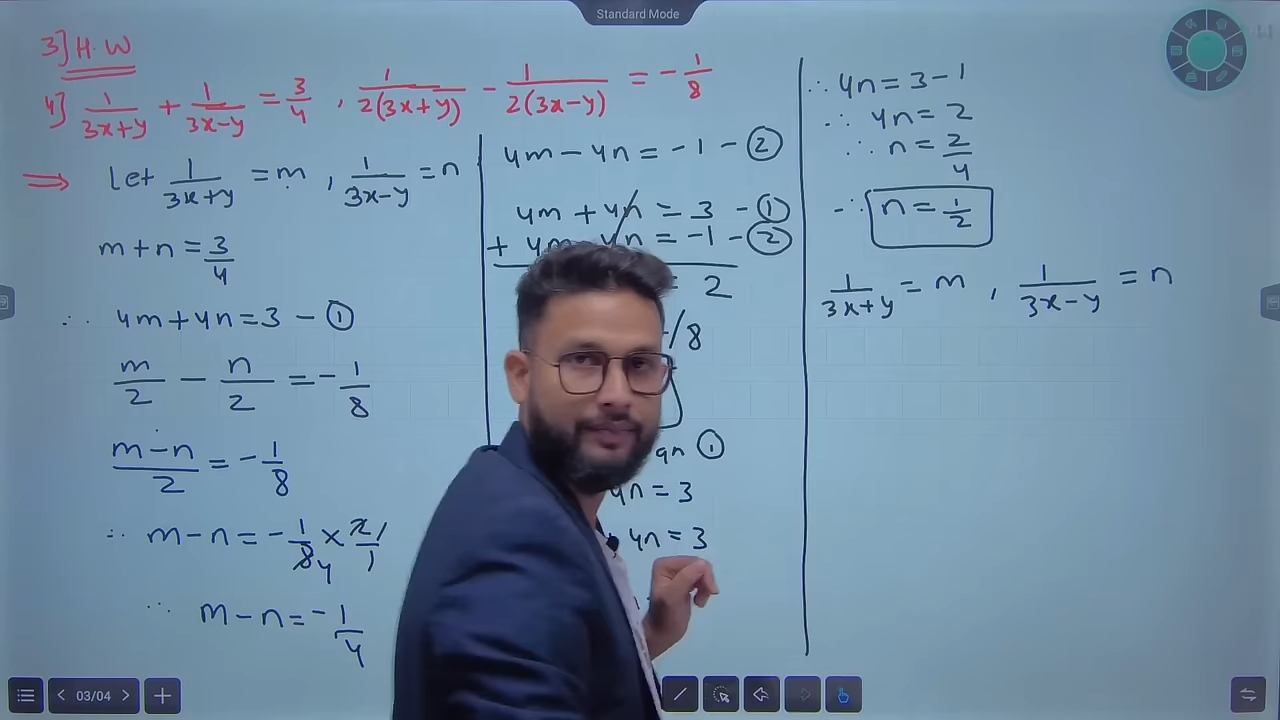 Standard Mode
3] H.W
4] 1/(3x+y) + 1/(3x-y) = 3/4 , 1/(2(3x+y)) - 1/(2(3x-y)) = -1/8
⇒ Let 1/(3x+y) = m , 1/(3x-y) = n
m + n = 3/4
∴ 4m + 4n = 3 - ①
m/2 - n/2 = -1/8
(m-n)/2 = -1/8
∴ m - n = -1/8 × 2/1
4
∴ m - n = -1/4
4m - 4n = -1 - ②
4m + 4n = 3 - ①
+ 4m - 4n = -1 - ②
= 2
/8
qn ①
4n = 3
4n = 3
∴ 4n = 3 - 1
∴ 4n = 2
∴ n = 2/4
∴ n = 1/2
1/(3x+y) = m , 1/(3x-y) = n
03/04